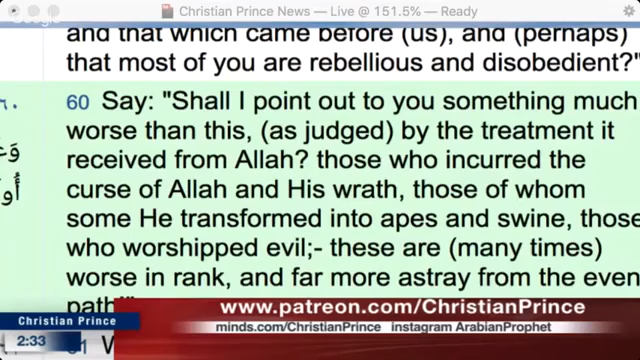 Christian Prince News — Live @ 151.5% — Ready
and that which came before (us), and (perhaps)
that most of you are rebellious and disobedient?"
60 Say: "Shall I point out to you something much
worse than this, (as judged) by the treatment it
received from Allah? those who incurred the
curse of Allah and His wrath, those of whom
some He transformed into apes and swine, those
who worshipped evil;- these are (many times)
worse in rank, and far more astray from the even
path!"
www.patreon.com/ChristianPrince
Christian Prince
minds.com/ChristianPrince instagram ArabianProphet
2:33